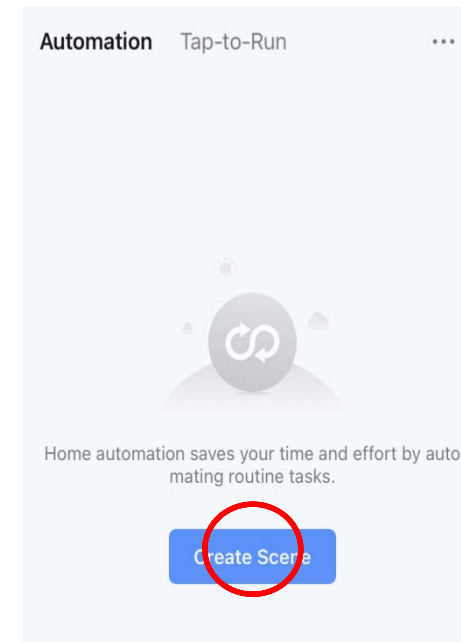 Automation Tap-to-Run ...
Home automation saves your time and effort by auto
mating routine tasks.
Create Scene